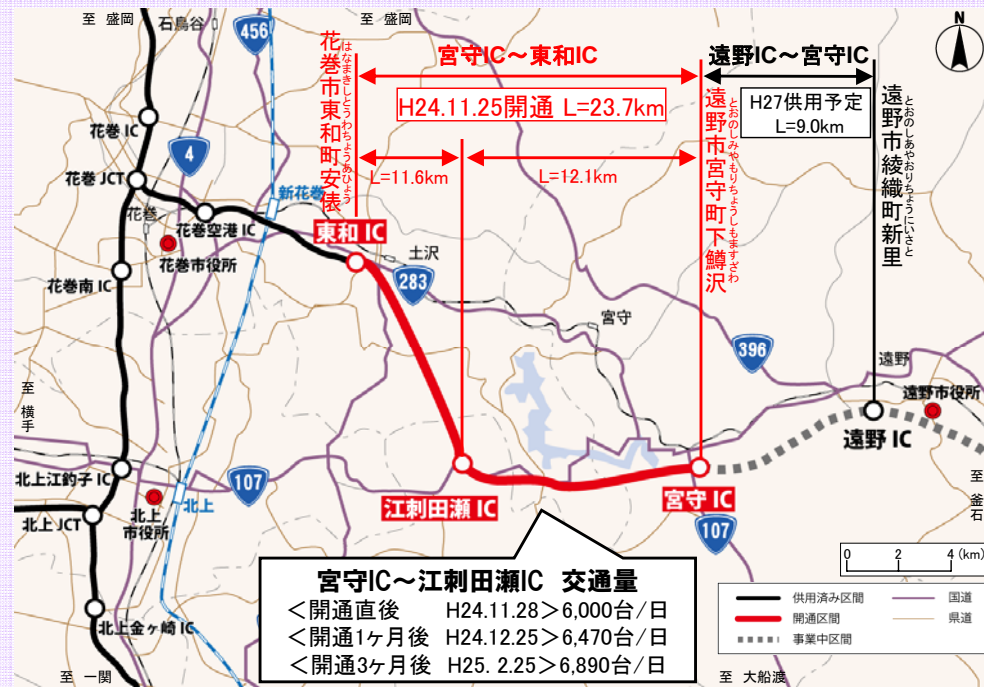 至 盛岡
至 盛岡
石鳥谷
456
花巻市東和町安俵
はなまきしとうわちょうあひょう
宮守IC~東和IC
遠野IC~宮守IC
N
H24.11.25開通 L=23.7km
H27供用予定
L=9.0km
遠野市宮守町下鱒沢
とおのしみやもりちょうしもますざわ
遠野市綾織町新里
とおのしあやおりちょうにいさと
花巻 IC
4
L=11.6km
L=12.1km
花巻 JCT
新花巻
花巻
花巻空港 IC
東和 IC
土沢
花巻市役所
花巻南 IC
283
宮守
396
遠野
至 横手
遠野市役所
遠野 IC
北上江釣子 IC
107
北上
江刺田瀬 IC
宮守 IC
至 釜石
北上 JCT
北上
市役所
107
0 2 4 (km)
宮守IC~江刺田瀬IC 交通量
<開通直後 H24.11.28>6,000台/日
<開通1ヶ月後 H24.12.25>6,470台/日
<開通3ヶ月後 H25. 2.25>6,890台/日
供用済み区間
国道
開通区間
県道
事業中区間
北上金ヶ崎 IC
至 一関
至 大船渡